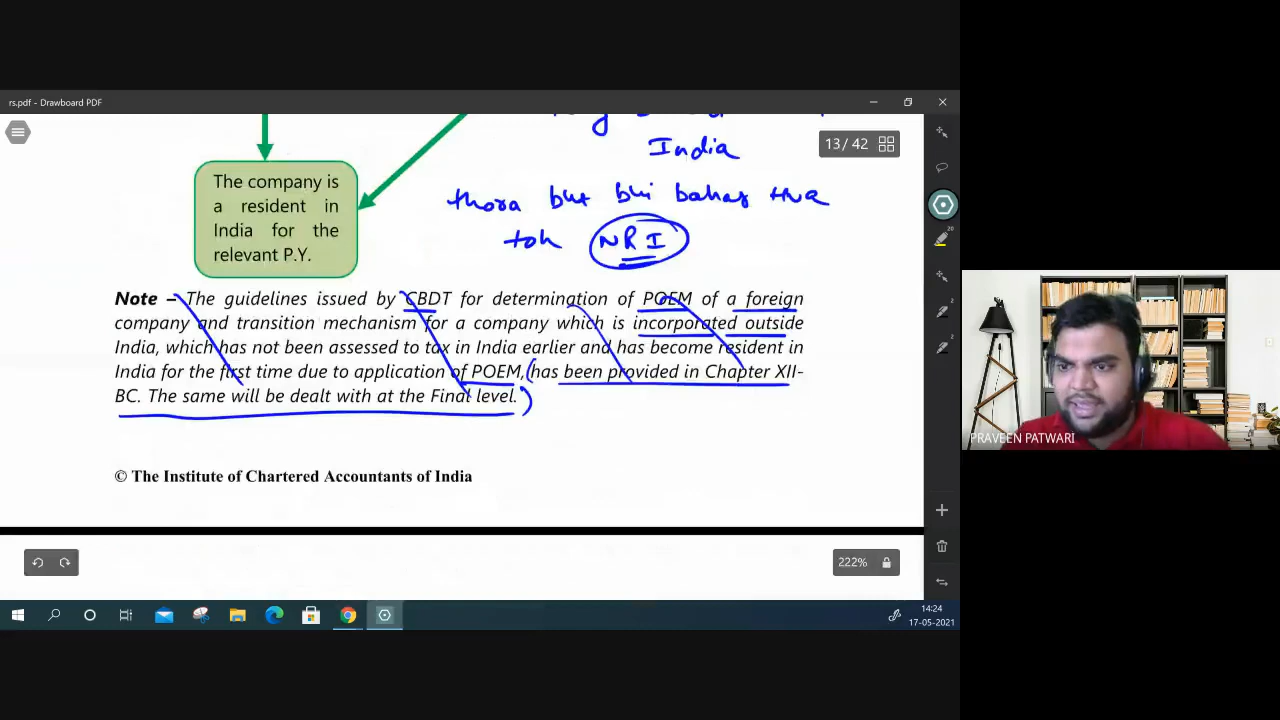 rs.pdf - Drawboard PDF
India
13 / 42
The company is
a resident in
India for the
relevant P.Y.
thora but bhi bahar hua
toh NRI
Note – The guidelines issued by CBDT for determination of POEM of a foreign
company and transition mechanism for a company which is incorporated outside
India, which has not been assessed to tax in India earlier and has become resident in
India for the first time due to application of POEM, (has been provided in Chapter XII-
BC. The same will be dealt with at the Final level.)
© The Institute of Chartered Accountants of India
222%
PRAVEEN PATWARI
14:24
17-05-2021